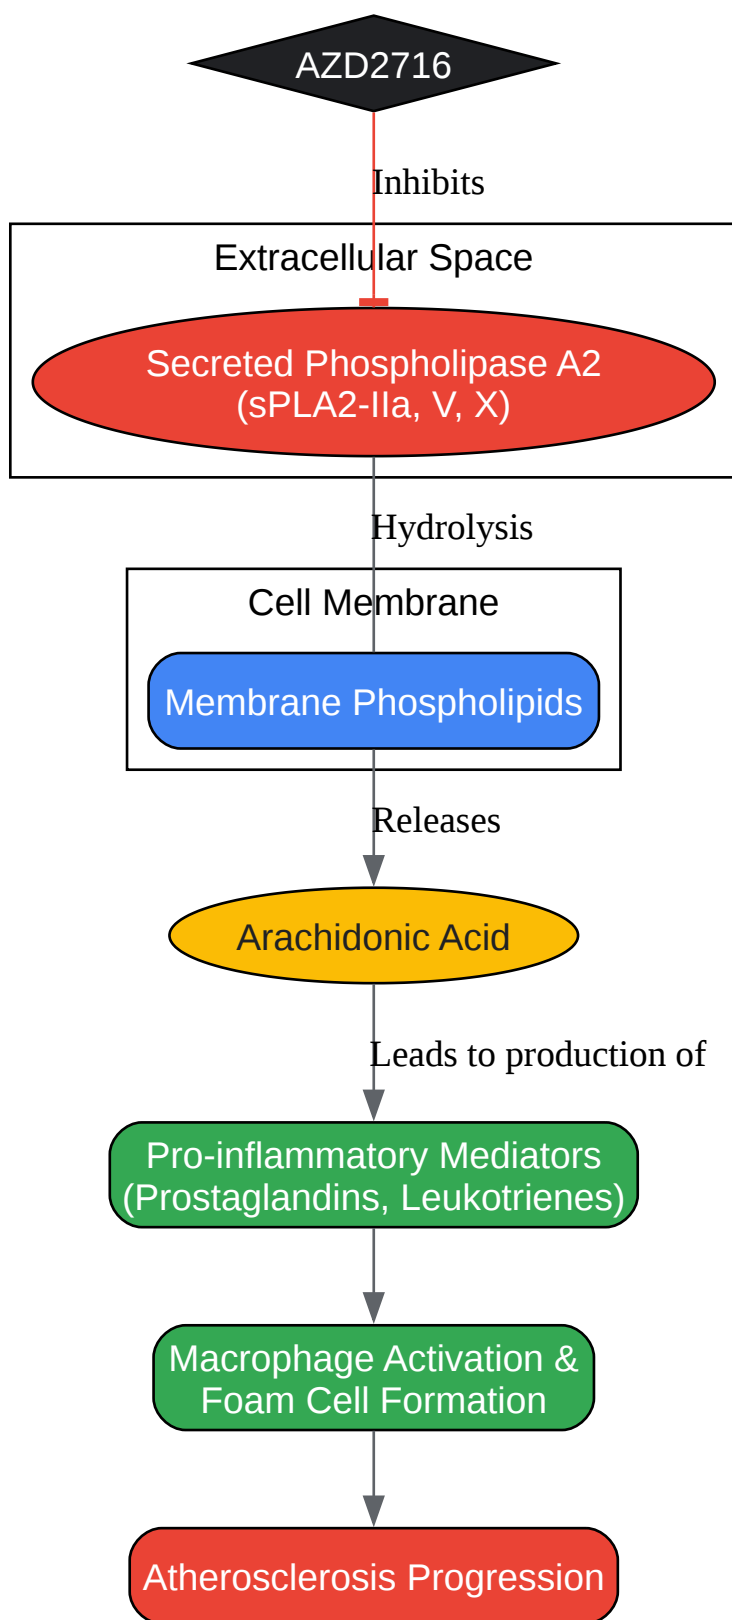 AZD2716
Inhibits
Extracellular Space
Secreted Phospholipase A2
(sPLA2-IIa, V, X)
Hydrolysis
Cell Membrane
Membrane Phospholipids
Releases
Arachidonic Acid
Leads to production of
Pro-inflammatory Mediators
(Prostaglandins, Leukotrienes)
Macrophage Activation &
Foam Cell Formation
Atherosclerosis Progression